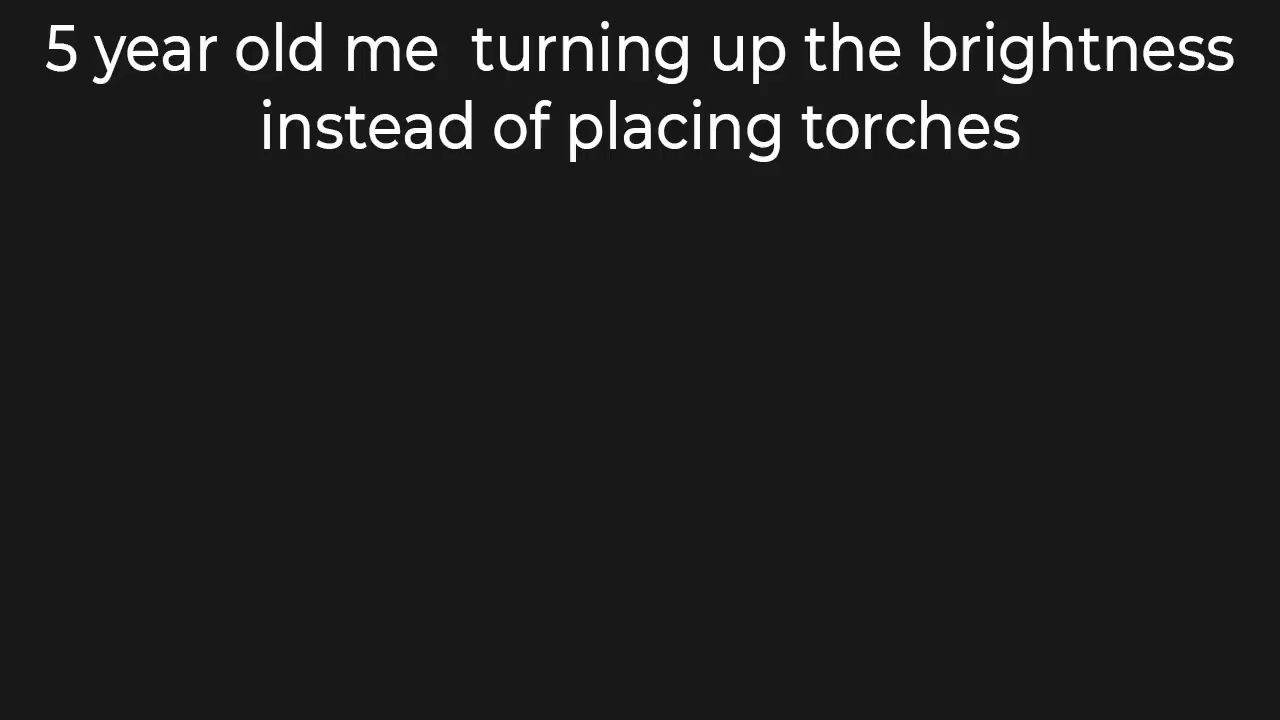 5 year old me  turning up the brightness
instead of placing torches